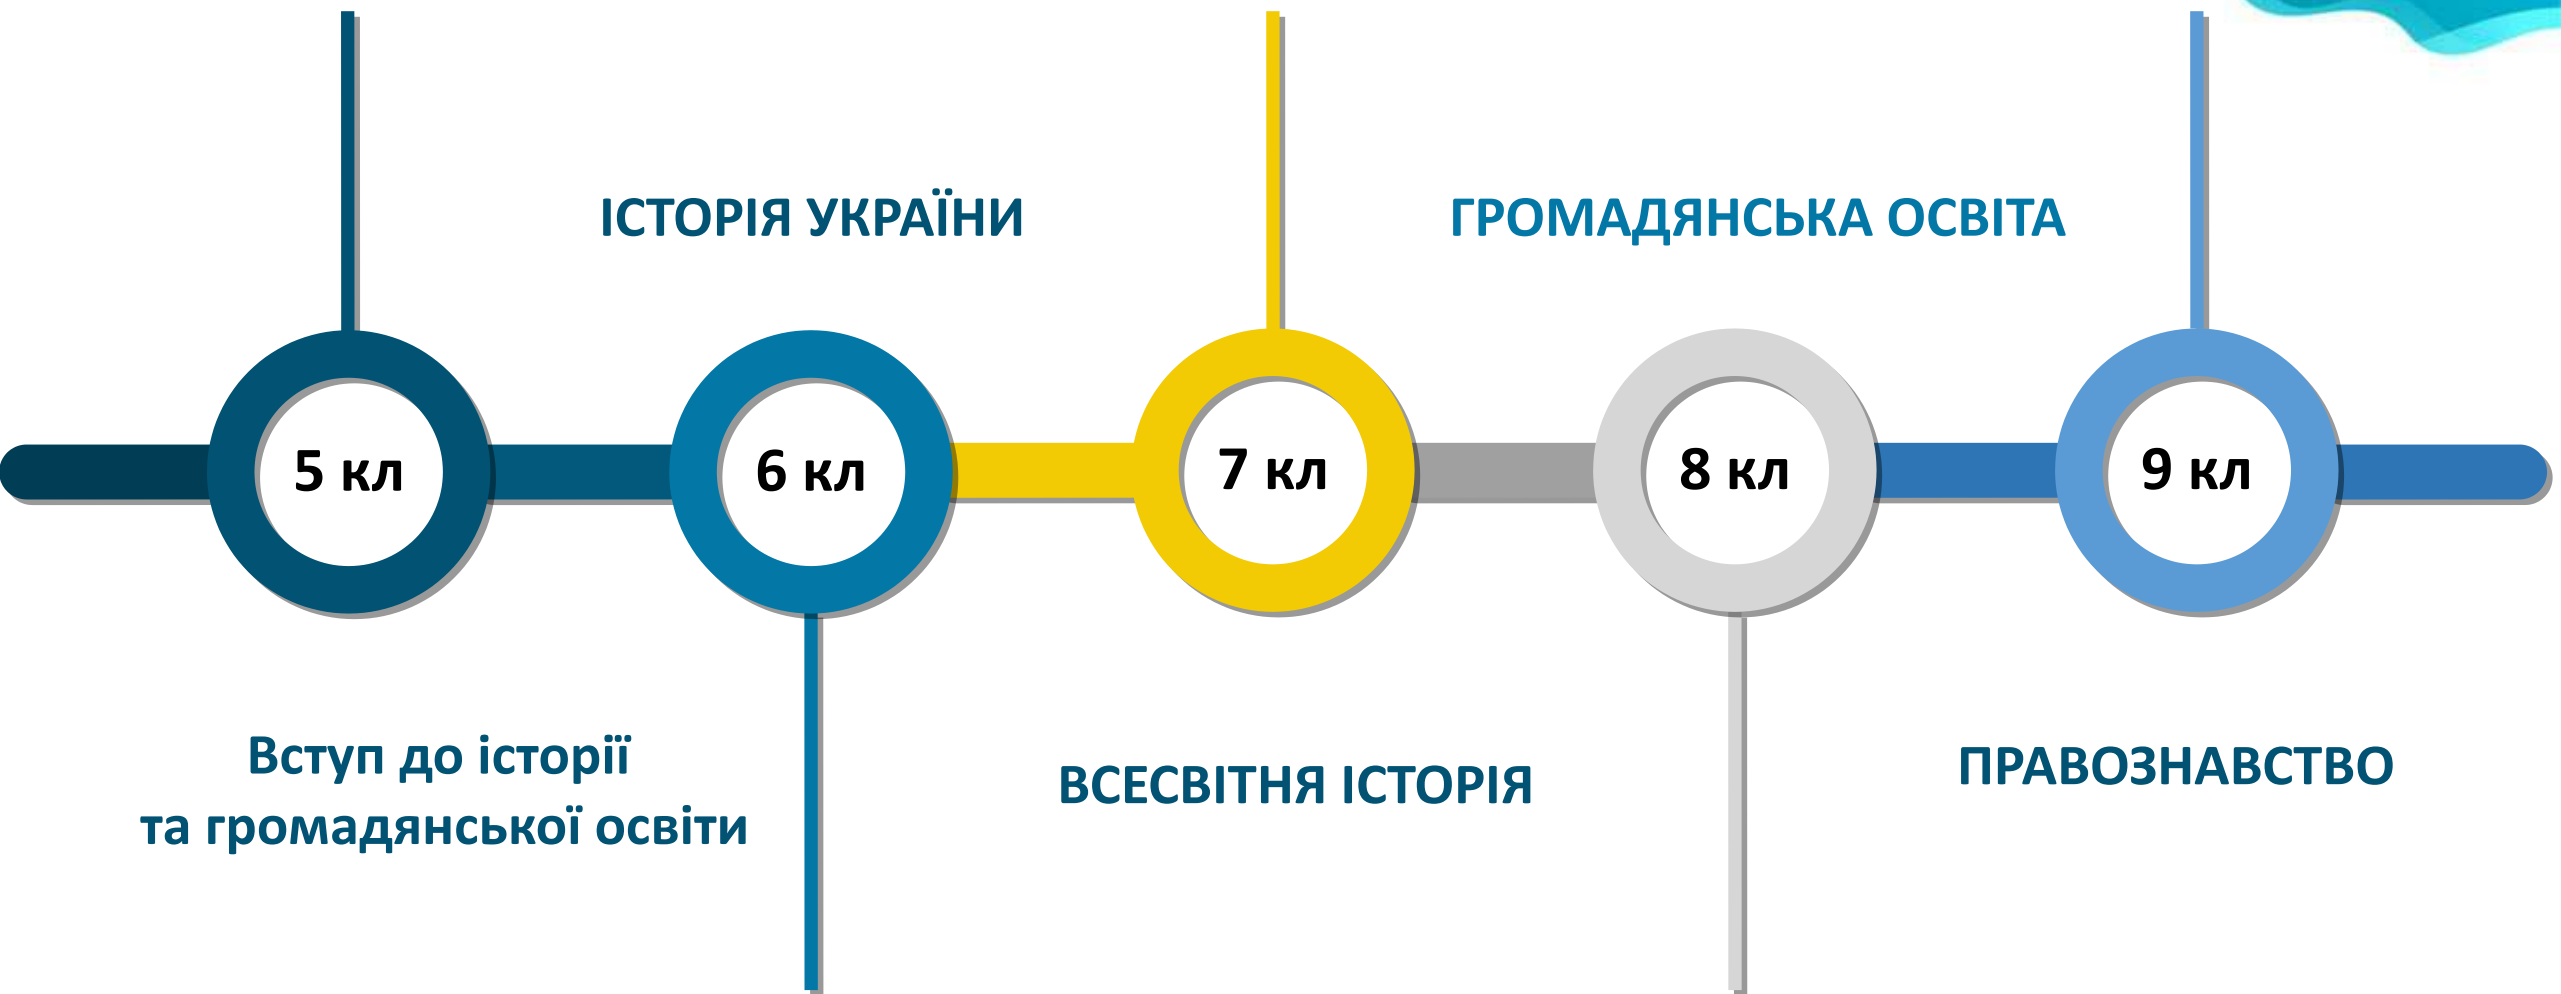 ІСТОРІЯ УКРАЇНИ
ГРОМАДЯНСЬКА ОСВІТА
5 кл
6 кл
7 кл
8 кл
9 кл
Вступ до історії
та громадянської освіти
ВСЕСВІТНЯ ІСТОРІЯ
ПРАВОЗНАВСТВО